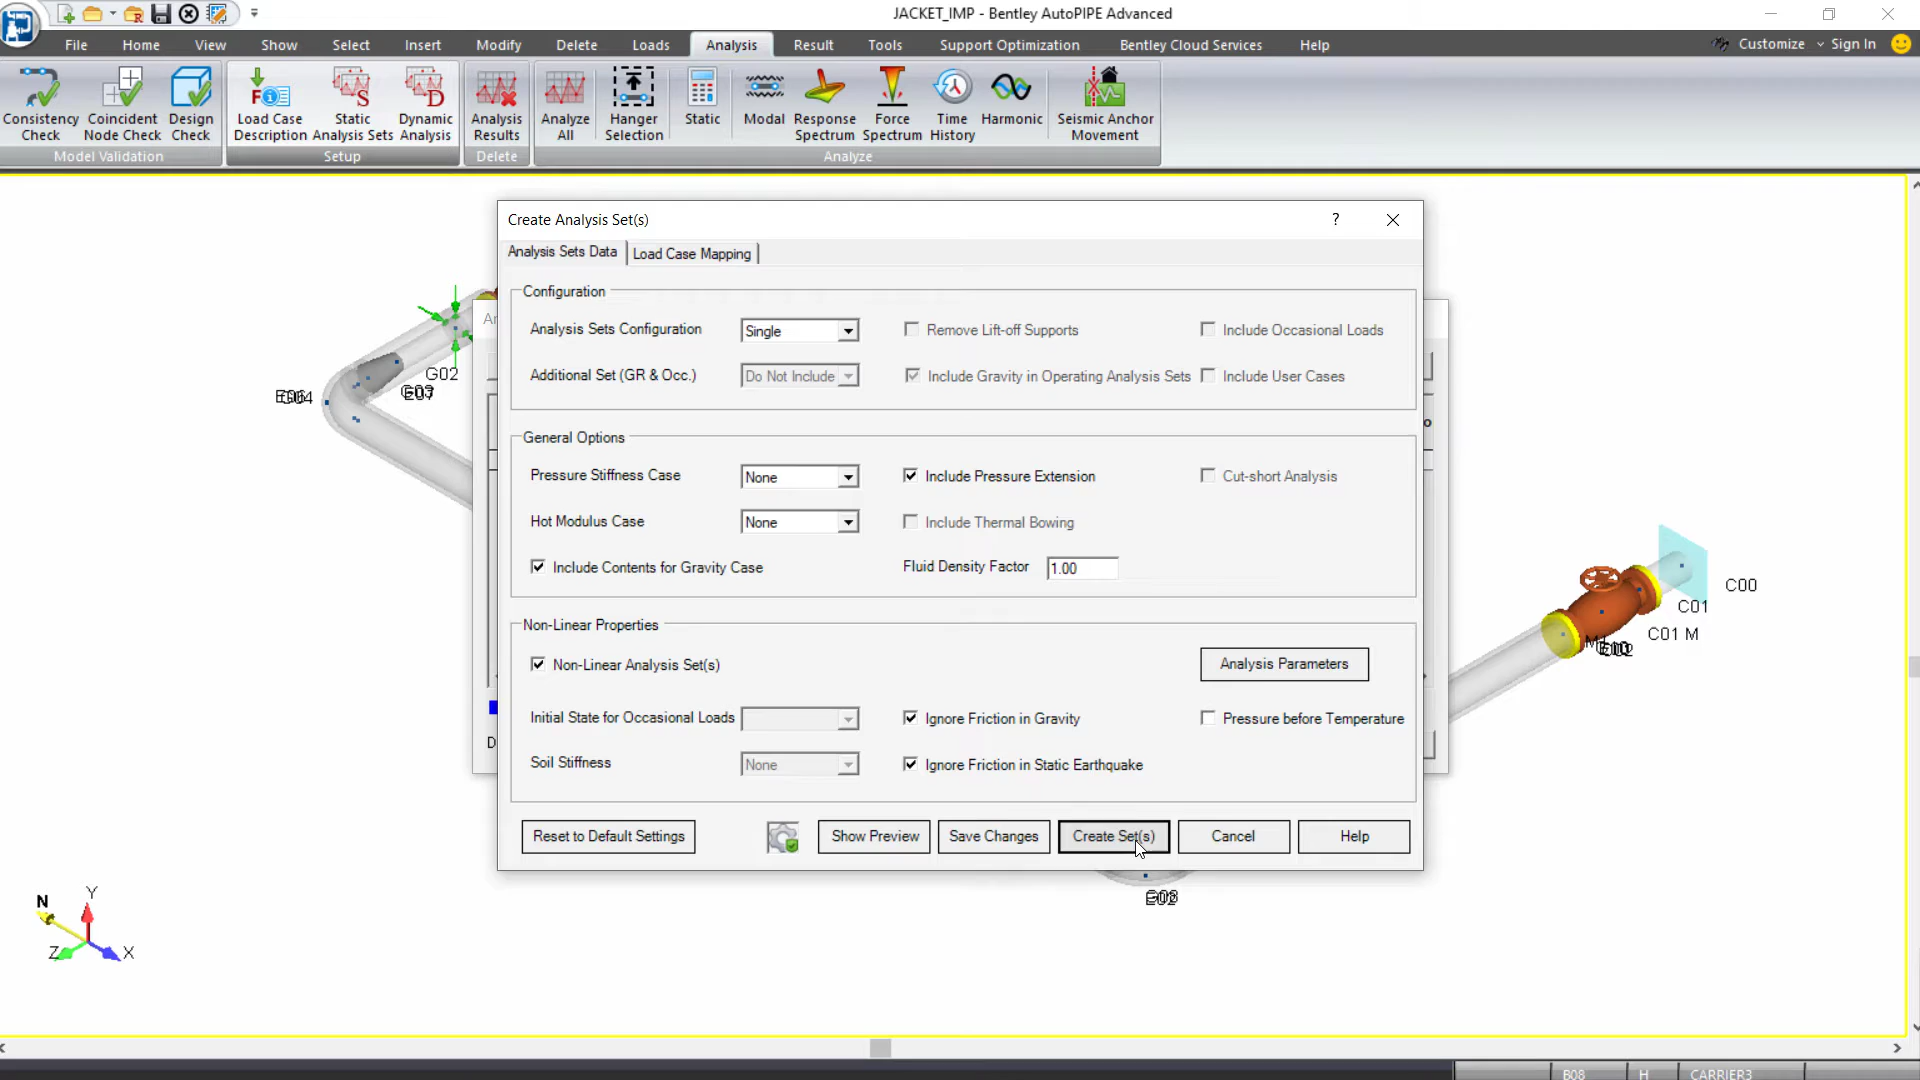 JACKET_IMP - Bentley AutoPIPE Advanced
File Home View Show Select Insert Modify Delete Loads Analysis Result Tools Support Optimization Bentley Cloud Services Help Customize Sign In
Consistency Check
Coincident Node Check
Design Check
Load Case Description
Static Analysis Sets
Dynamic Analysis
Analysis Results
Analyze All
Hanger Selection
Static
Modal
Response Spectrum
Force Spectrum
Time History
Harmonic
Seismic Anchor Movement
Model Validation Setup Delete Analyze
Create Analysis Set(s) ?
Analysis Sets Data Load Case Mapping
Configuration
Analysis Sets Configuration Single Remove Lift-off Supports Include Occasional Loads
Additional Set (GR & Occ.) Do Not Include Include Gravity in Operating Analysis Sets Include User Cases
General Options
Pressure Stiffness Case None Include Pressure Extension Cut-short Analysis
Hot Modulus Case None Include Thermal Bowing
Include Contents for Gravity Case Fluid Density Factor 1.00
Non-Linear Properties
Non-Linear Analysis Set(s) Analysis Parameters
Initial State for Occasional Loads Ignore Friction in Gravity Pressure before Temperature
Soil Stiffness None Ignore Friction in Static Earthquake
Reset to Default Settings Show Preview Save Changes Create Set(s) Cancel Help
G02
C00
C01
C01 M
N Y Z X
B08 H CARRIER3